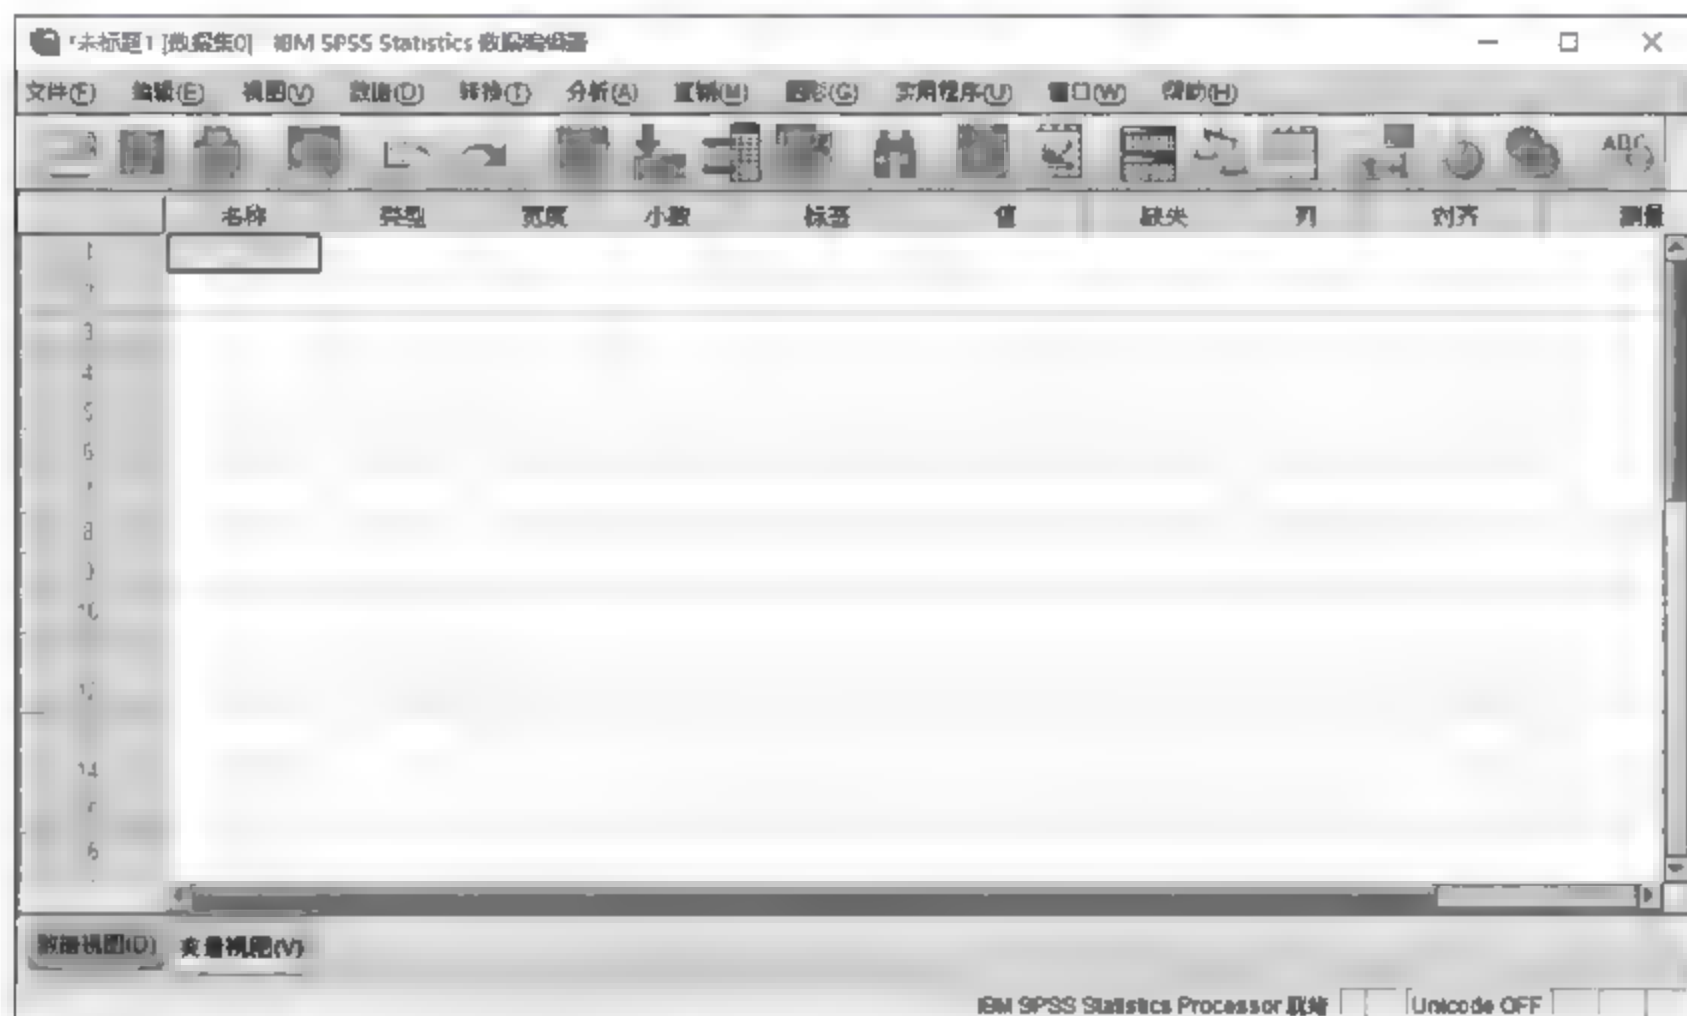 *未标题1 [数据集0] - IBM SPSS Statistics 数据编辑器
文件(F) 编辑(E) 视图(V) 数据(D) 转换(T) 分析(A) 直销(M) 图形(G) 实用程序(U) 窗口(W) 帮助(H)
名称 类型 宽度 小数 标签 值 缺失 列 对齐 测量
1
3
4
5
6
8
9
10
12
14
数据视图(D) 变量视图(V)
IBM SPSS Statistics Processor 就绪 Unicode:OFF